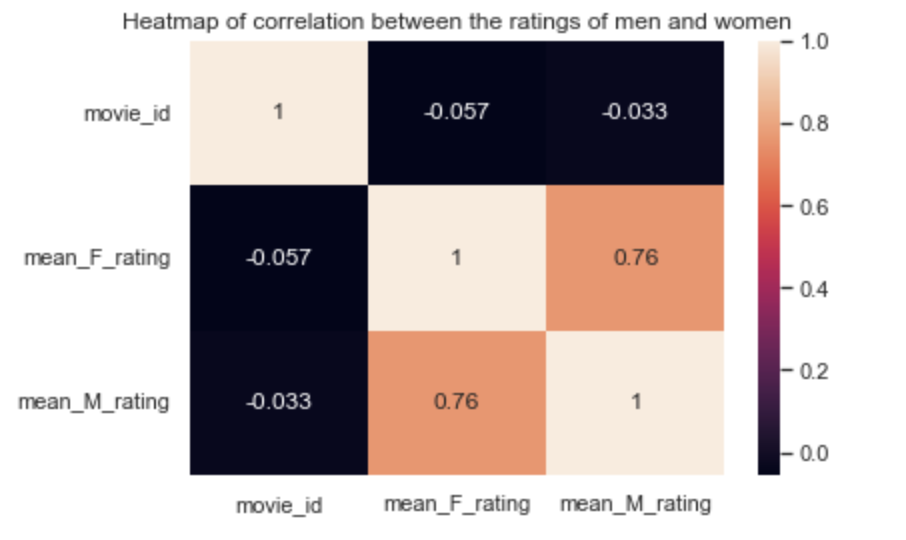 Heatmap of correlation between the ratings of men and women
1.0
movie_id 1 -0.057 -0.033
0.8
0.6
mean_F_rating -0.057 1 0.76
0.4
0.2
mean_M_rating -0.033 0.76 1
0.0
movie_id mean_F_rating mean_M_rating